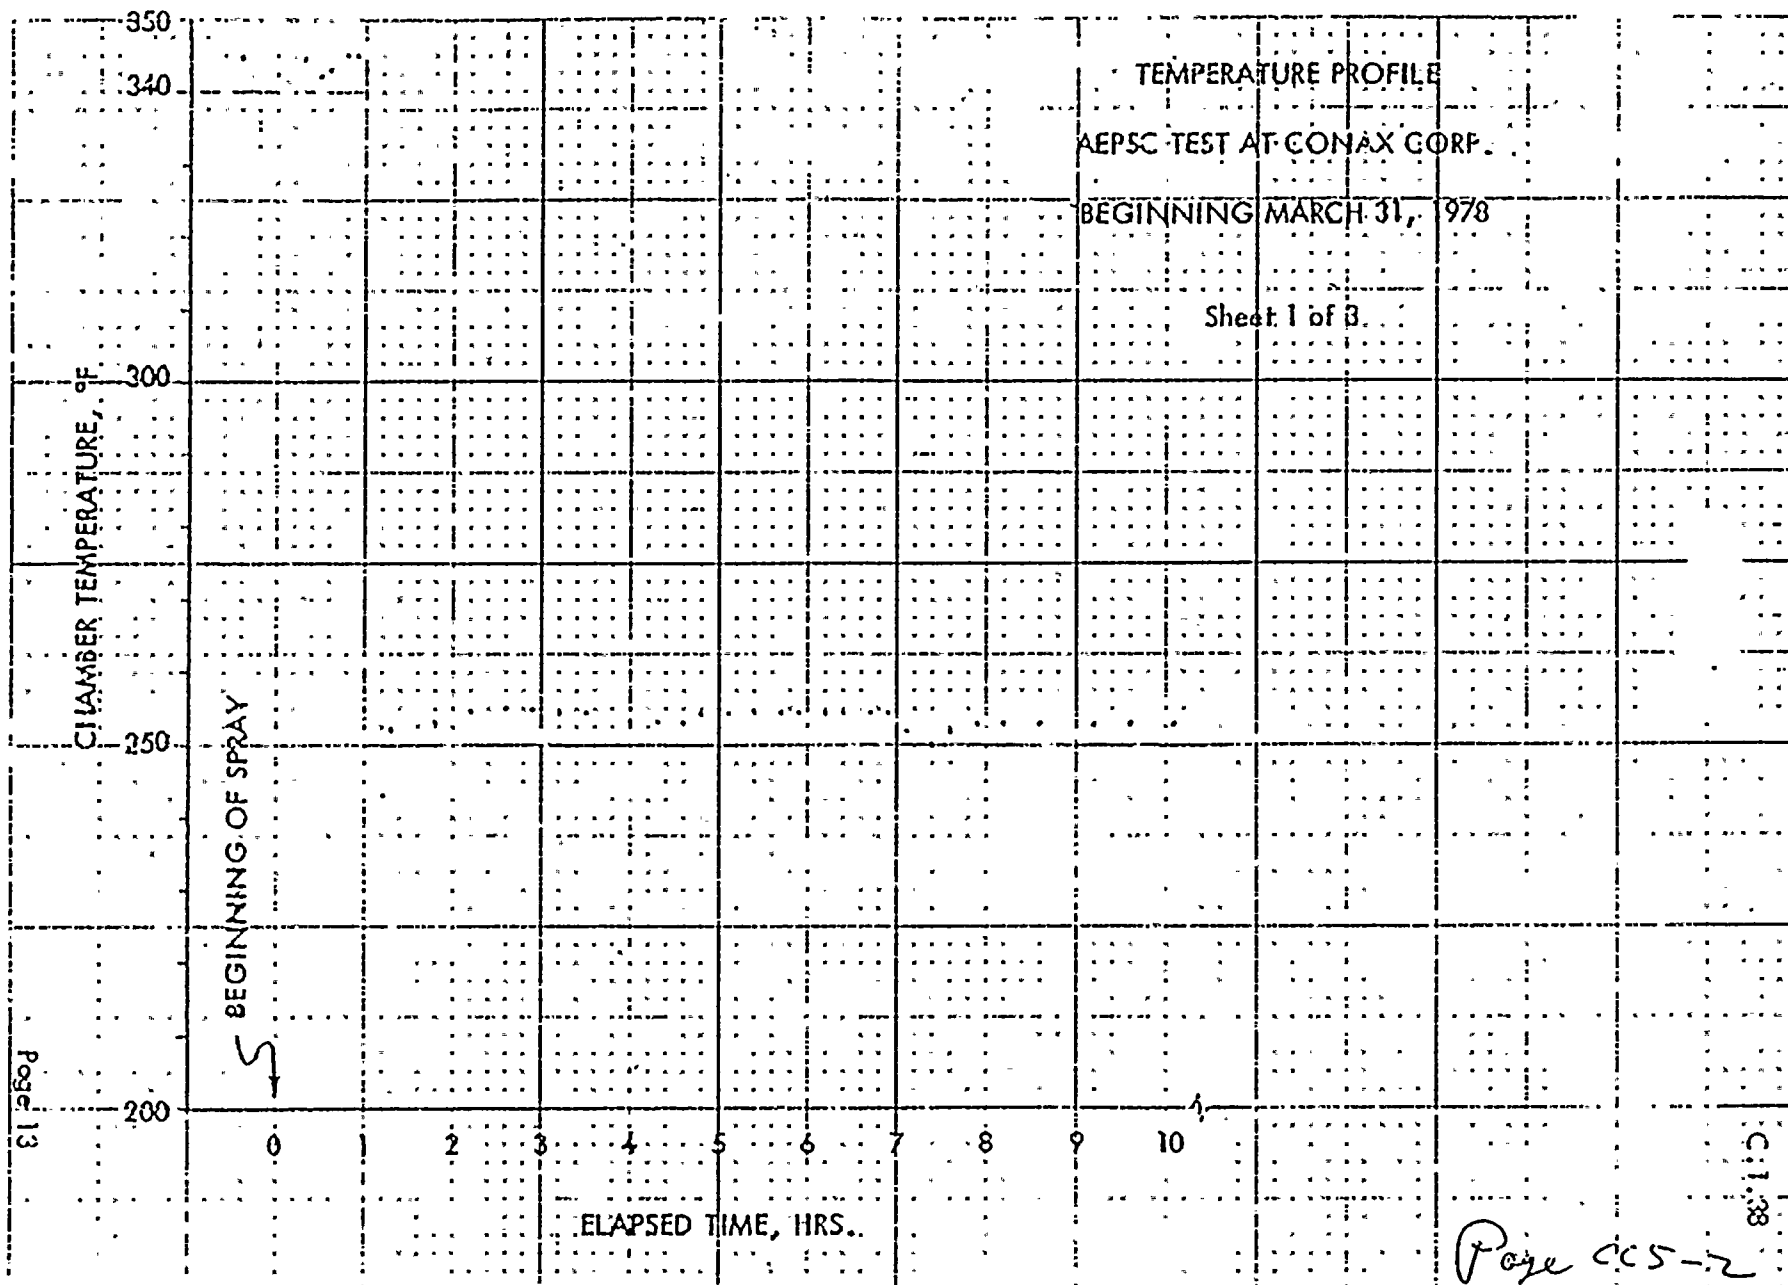 TEMPERATURE PROFILE
AEPSC TEST AT CONAX CORP.
BEGINNING MARCH 31, 1978
Sheet 1 of 3
CHAMBER TEMPERATURE, °F
350
340
300
250
200
BEGINNING OF SPRAY
0 1 2 3 4 5 6 7 8 9 10
ELAPSED TIME, HRS.
Page 13
C.1.38
Page CC5-2